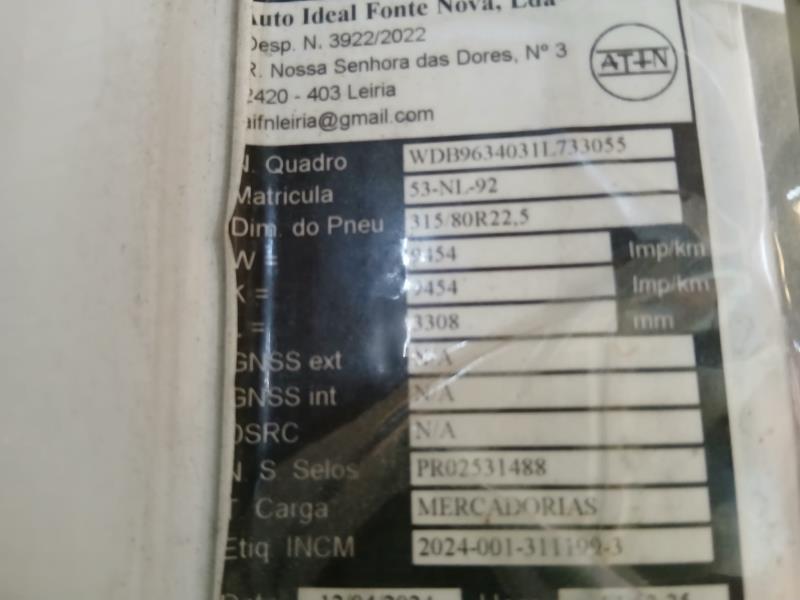 Auto Ideal Fonte Nova, Lda
Desp. N. 3922/2022
R. Nossa Senhora das Dores, Nº 3
2420 - 403 Leiria
aifnleiria@gmail.com
N. Quadro WDB9634031L733055
Matricula 53-NL-92
Dim. do Pneu 315/80R22,5
W = 9454 Imp/km
K = 9454 Imp/km
L = 3308 mm
GNSS ext N/A
GNSS int N/A
DSRC N/A
N. S. Selos PR02531488
T. Carga MERCADORIAS
Etiq INCM 2024-001-311199-3